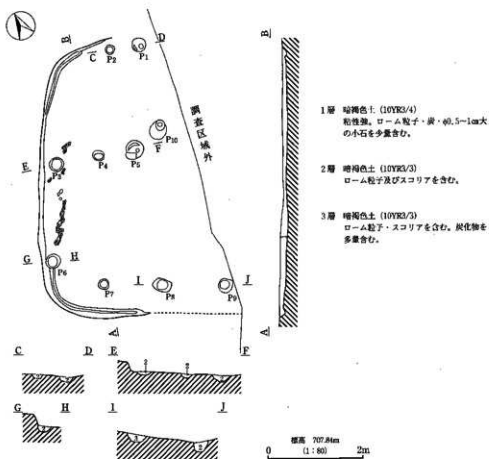 B
D
C
P2
P1
B
調査区域外
P10
F
P5
P4
E
P3
1層 暗褐色土 (10YR3/4)
粘性強。ローム粒子・炭・φ0.5~1cm大
の小石を多量含む。
2層 暗褐色土 (10YR3/3)
ローム粒子及びスコリアを含む。
3層 暗褐色土 (10YR3/3)
ローム粒子・スコリアを含む。炭化物を
多量含む。
G
H
P6
I
J
P7
P8
P9
A
A
C
D
E
F
2
2
G
H
I
J
標高 707.84m
0
(1:80)
2m